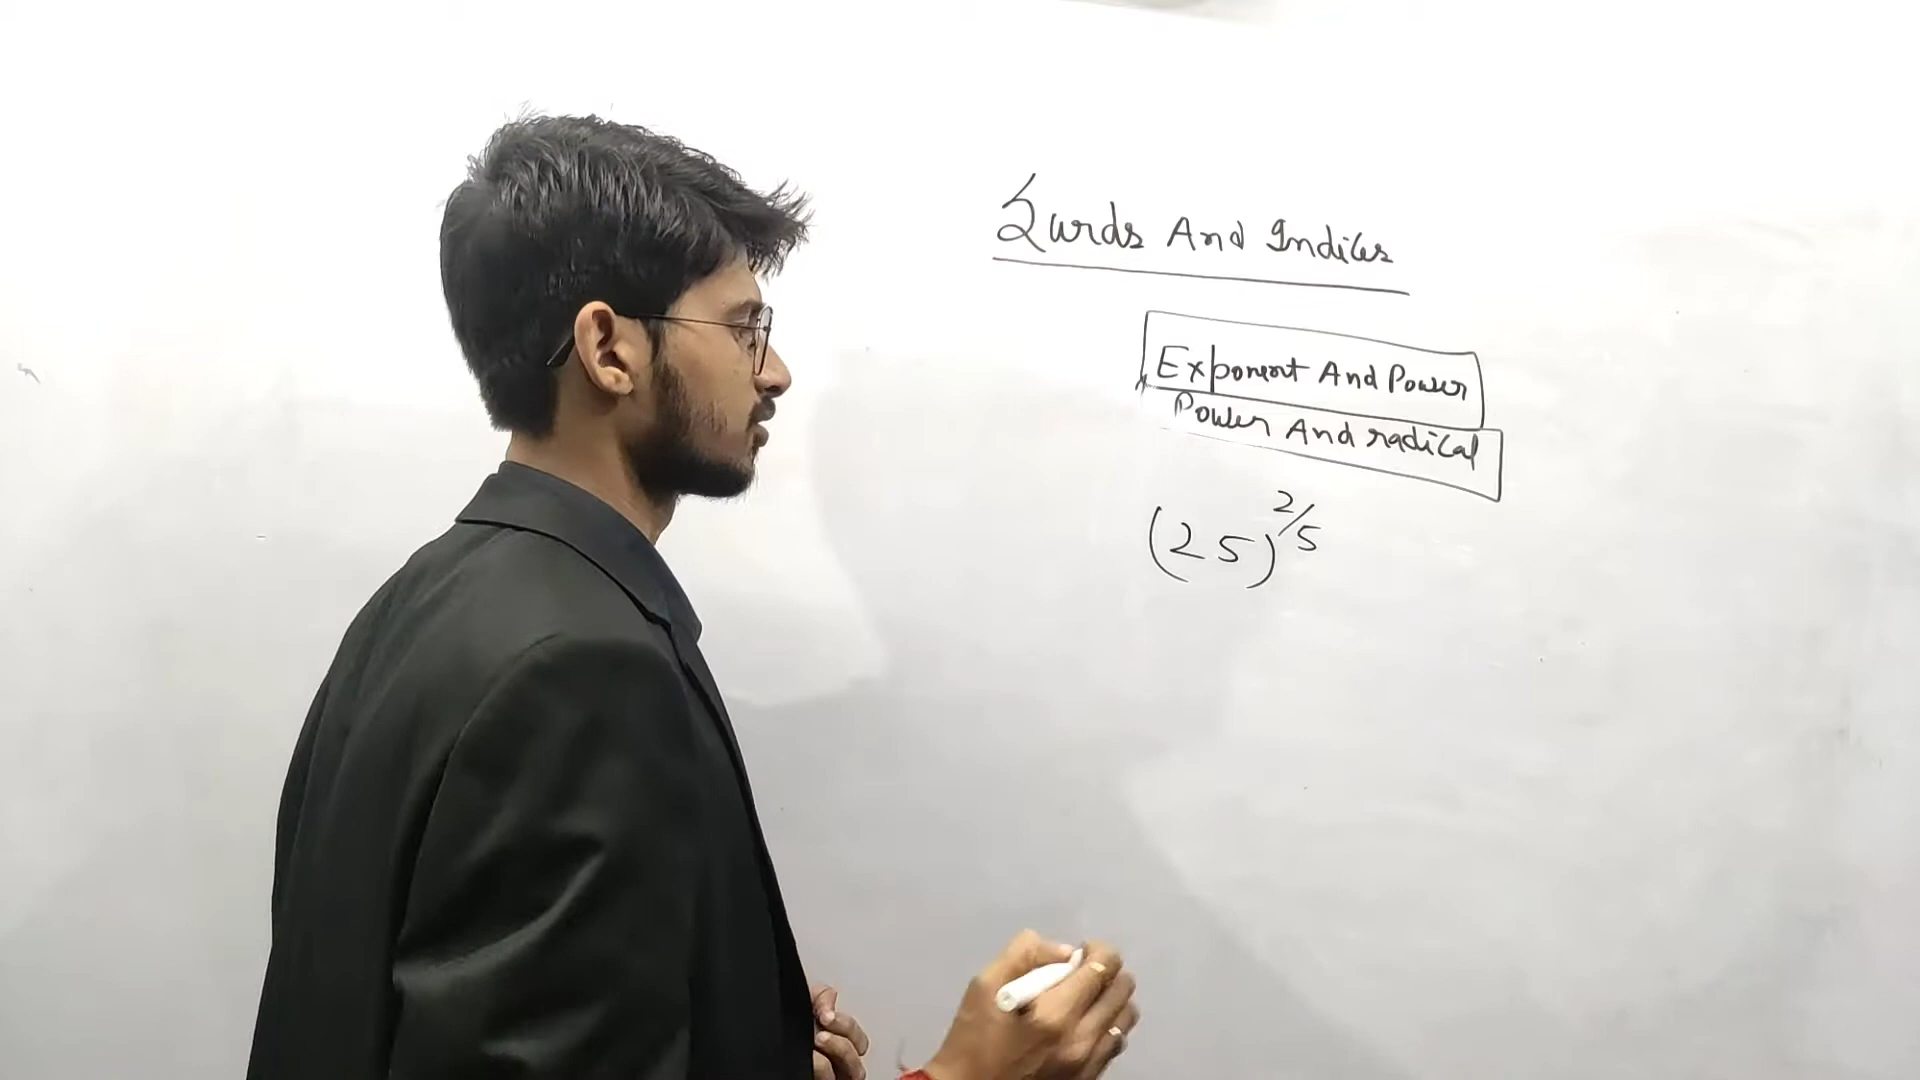 Surds And Indices
Exponent And Power
Power And radical
(25)^2/5